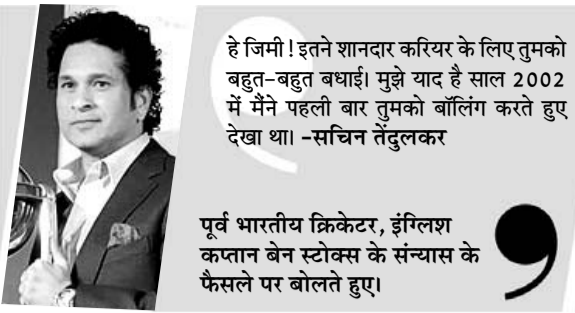 हे जिमी! इतने शानदार करियर के लिए तुमको
बहुत-बहुत बधाई। मुझे याद है साल 2002
में मैंने पहली बार तुमको बॉलिंग करते हुए
देखा था। -सचिन तेंदुलकर
पूर्व भारतीय क्रिकेटर, इंग्लिश
कप्तान बेन स्टोक्स के संन्यास के
फैसले पर बोलते हुए।